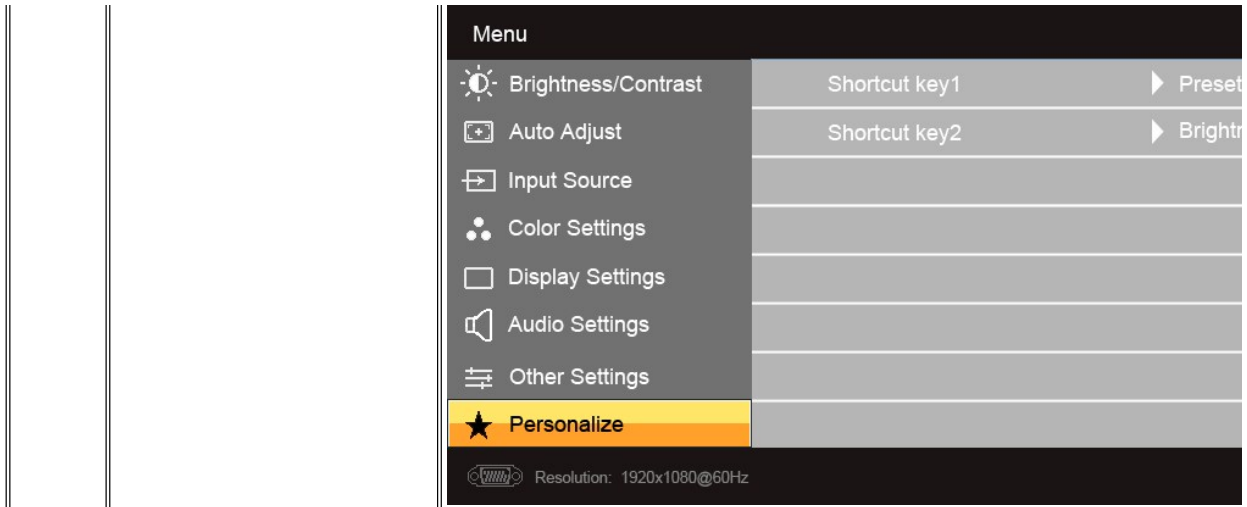 Menu
Brightness/Contrast
Shortcut key1
Preset
Auto Adjust
Shortcut key2
Input Source
Color Settings
Display Settings
Audio Settings
Other Settings
Personalize
Resolution: 1920x1080@60Hz